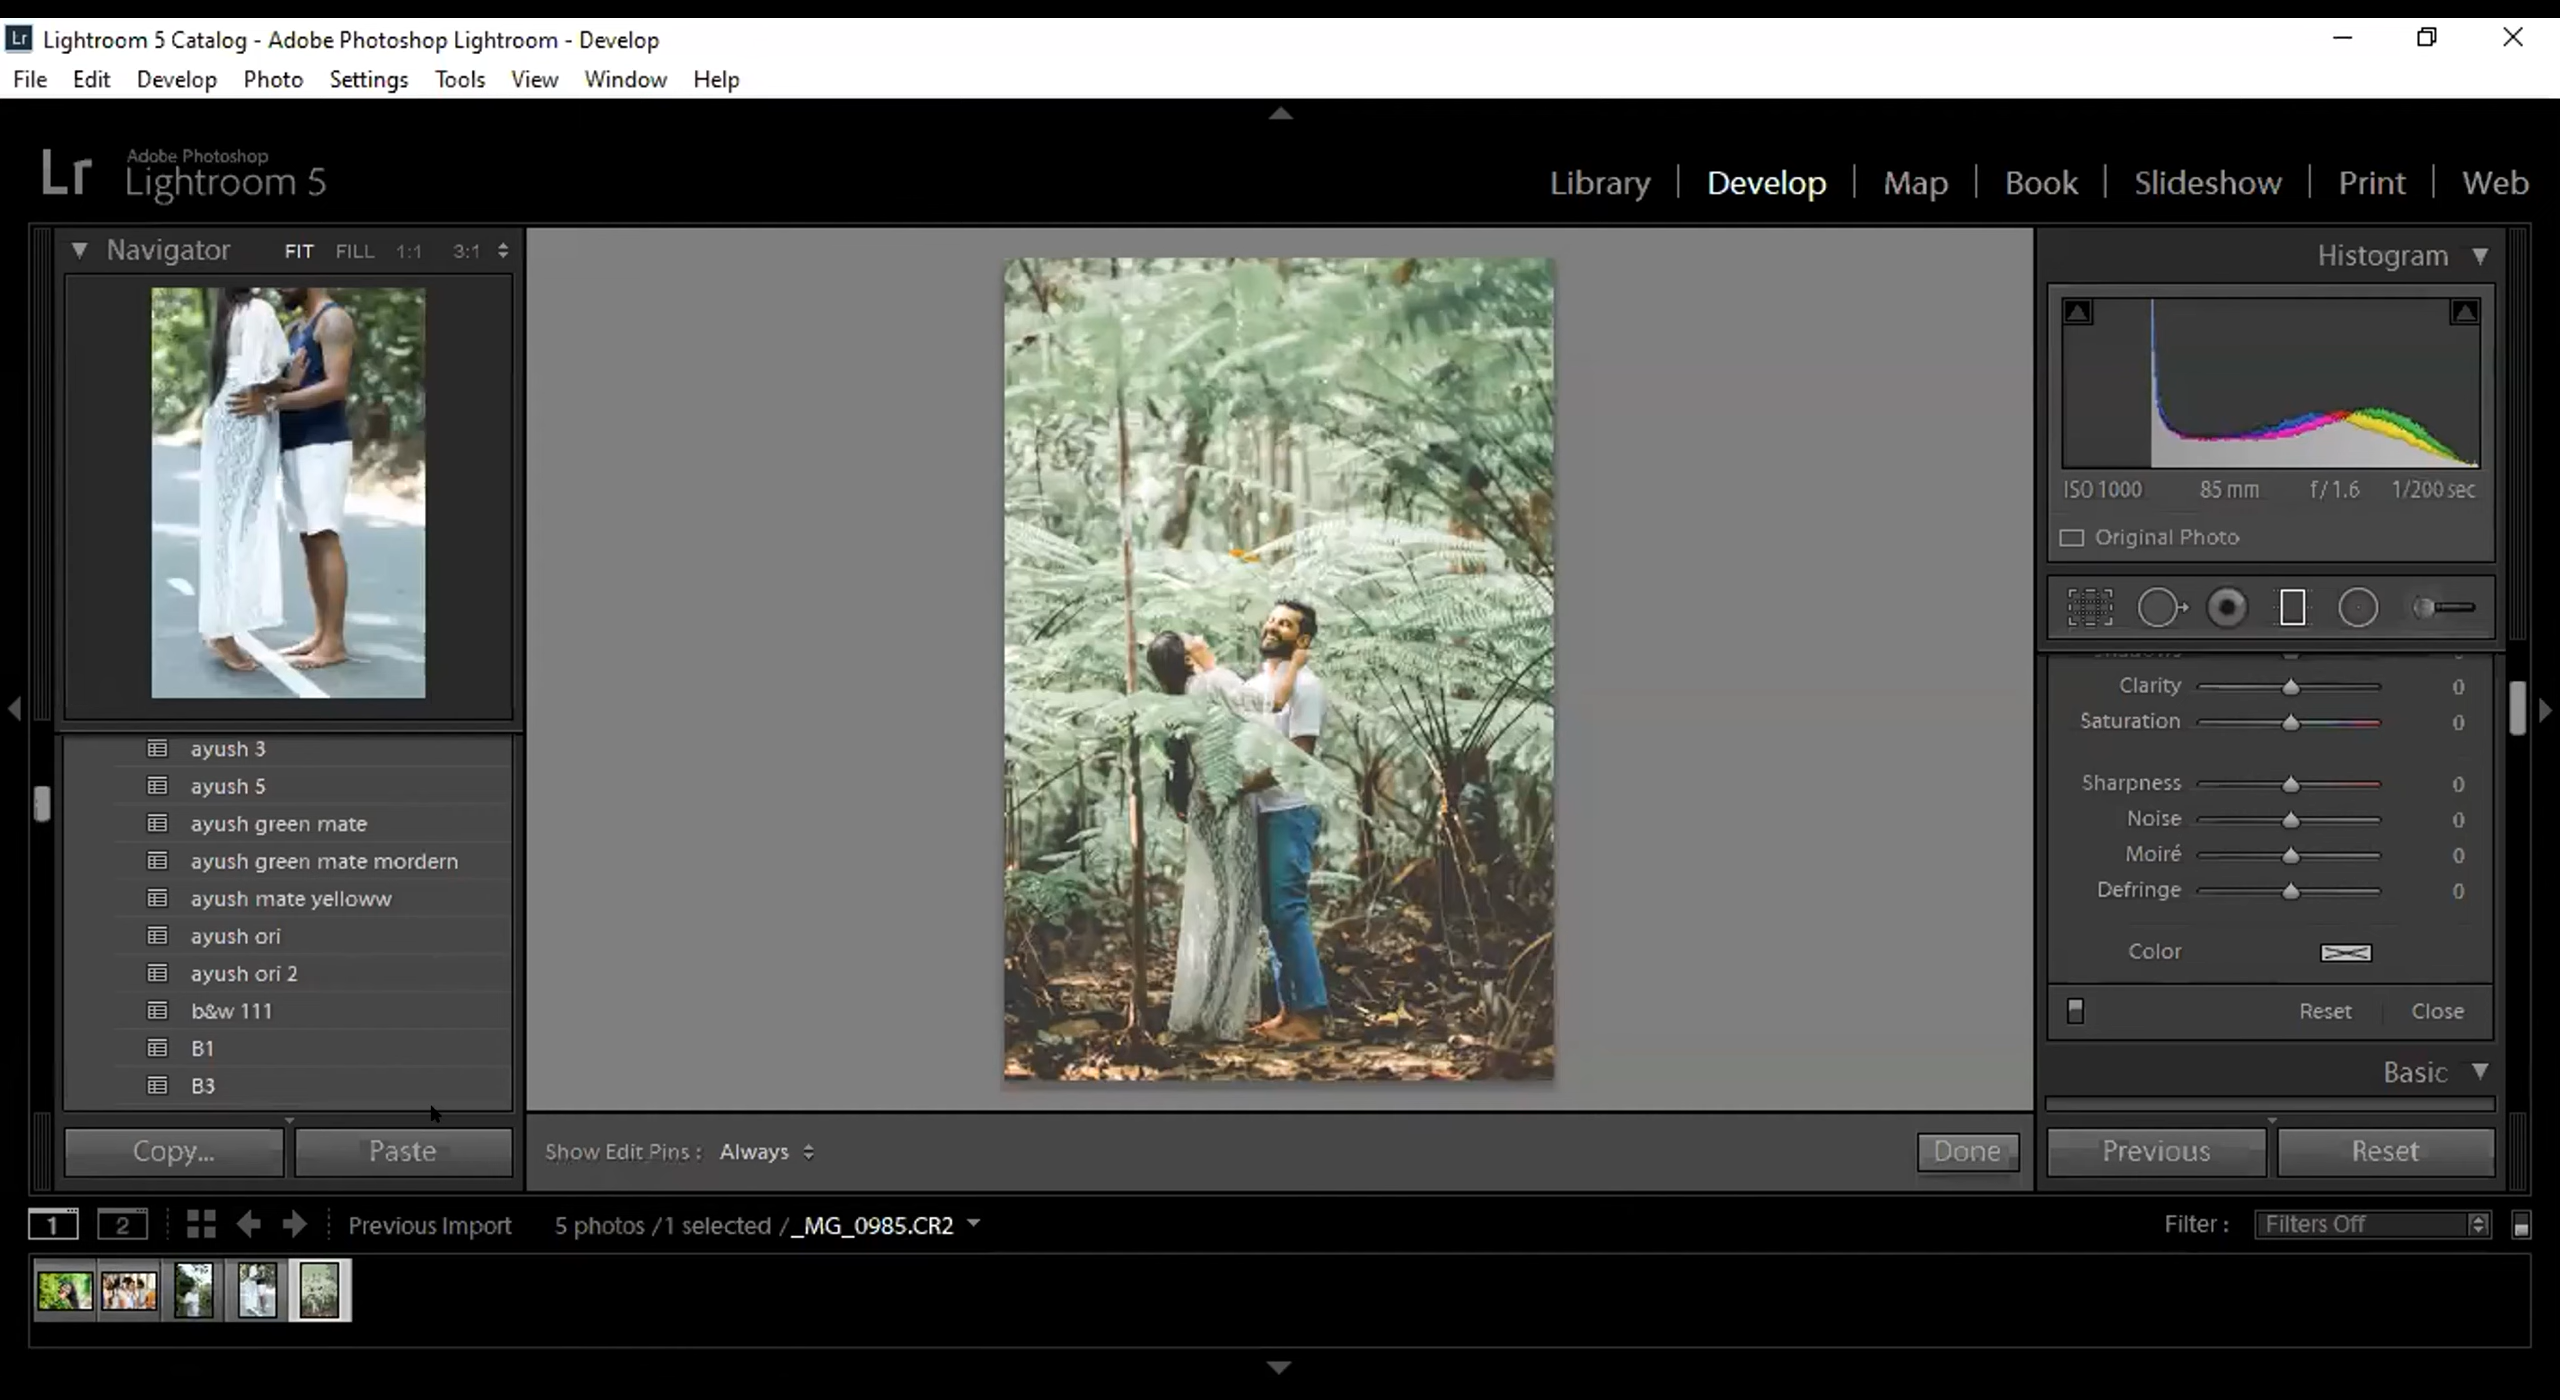 Lr Lightroom 5 Catalog - Adobe Photoshop Lightroom - Develop
File Edit Develop Photo Settings Tools View Window Help
Lr Adobe Photoshop
Lightroom 5
Library | Develop | Map | Book | Slideshow | Print | Web
Navigator FIT FILL 1:1 3:1
ayush 3
ayush 5
ayush green mate
ayush green mate mordern
ayush mate yelloww
ayush ori
ayush ori 2
b&w 111
B1
B3
Copy... Paste
Show Edit Pins : Always
Done
Histogram
ISO 1000 85 mm f / 1.6 1/200 sec
Original Photo
Clarity 0
Saturation 0
Sharpness 0
Noise 0
Moiré 0
Defringe 0
Color
Reset Close
Basic
Previous Reset
1 2 Previous Import 5 photos /1 selected /_MG_0985.CR2
Filter : Filters Off